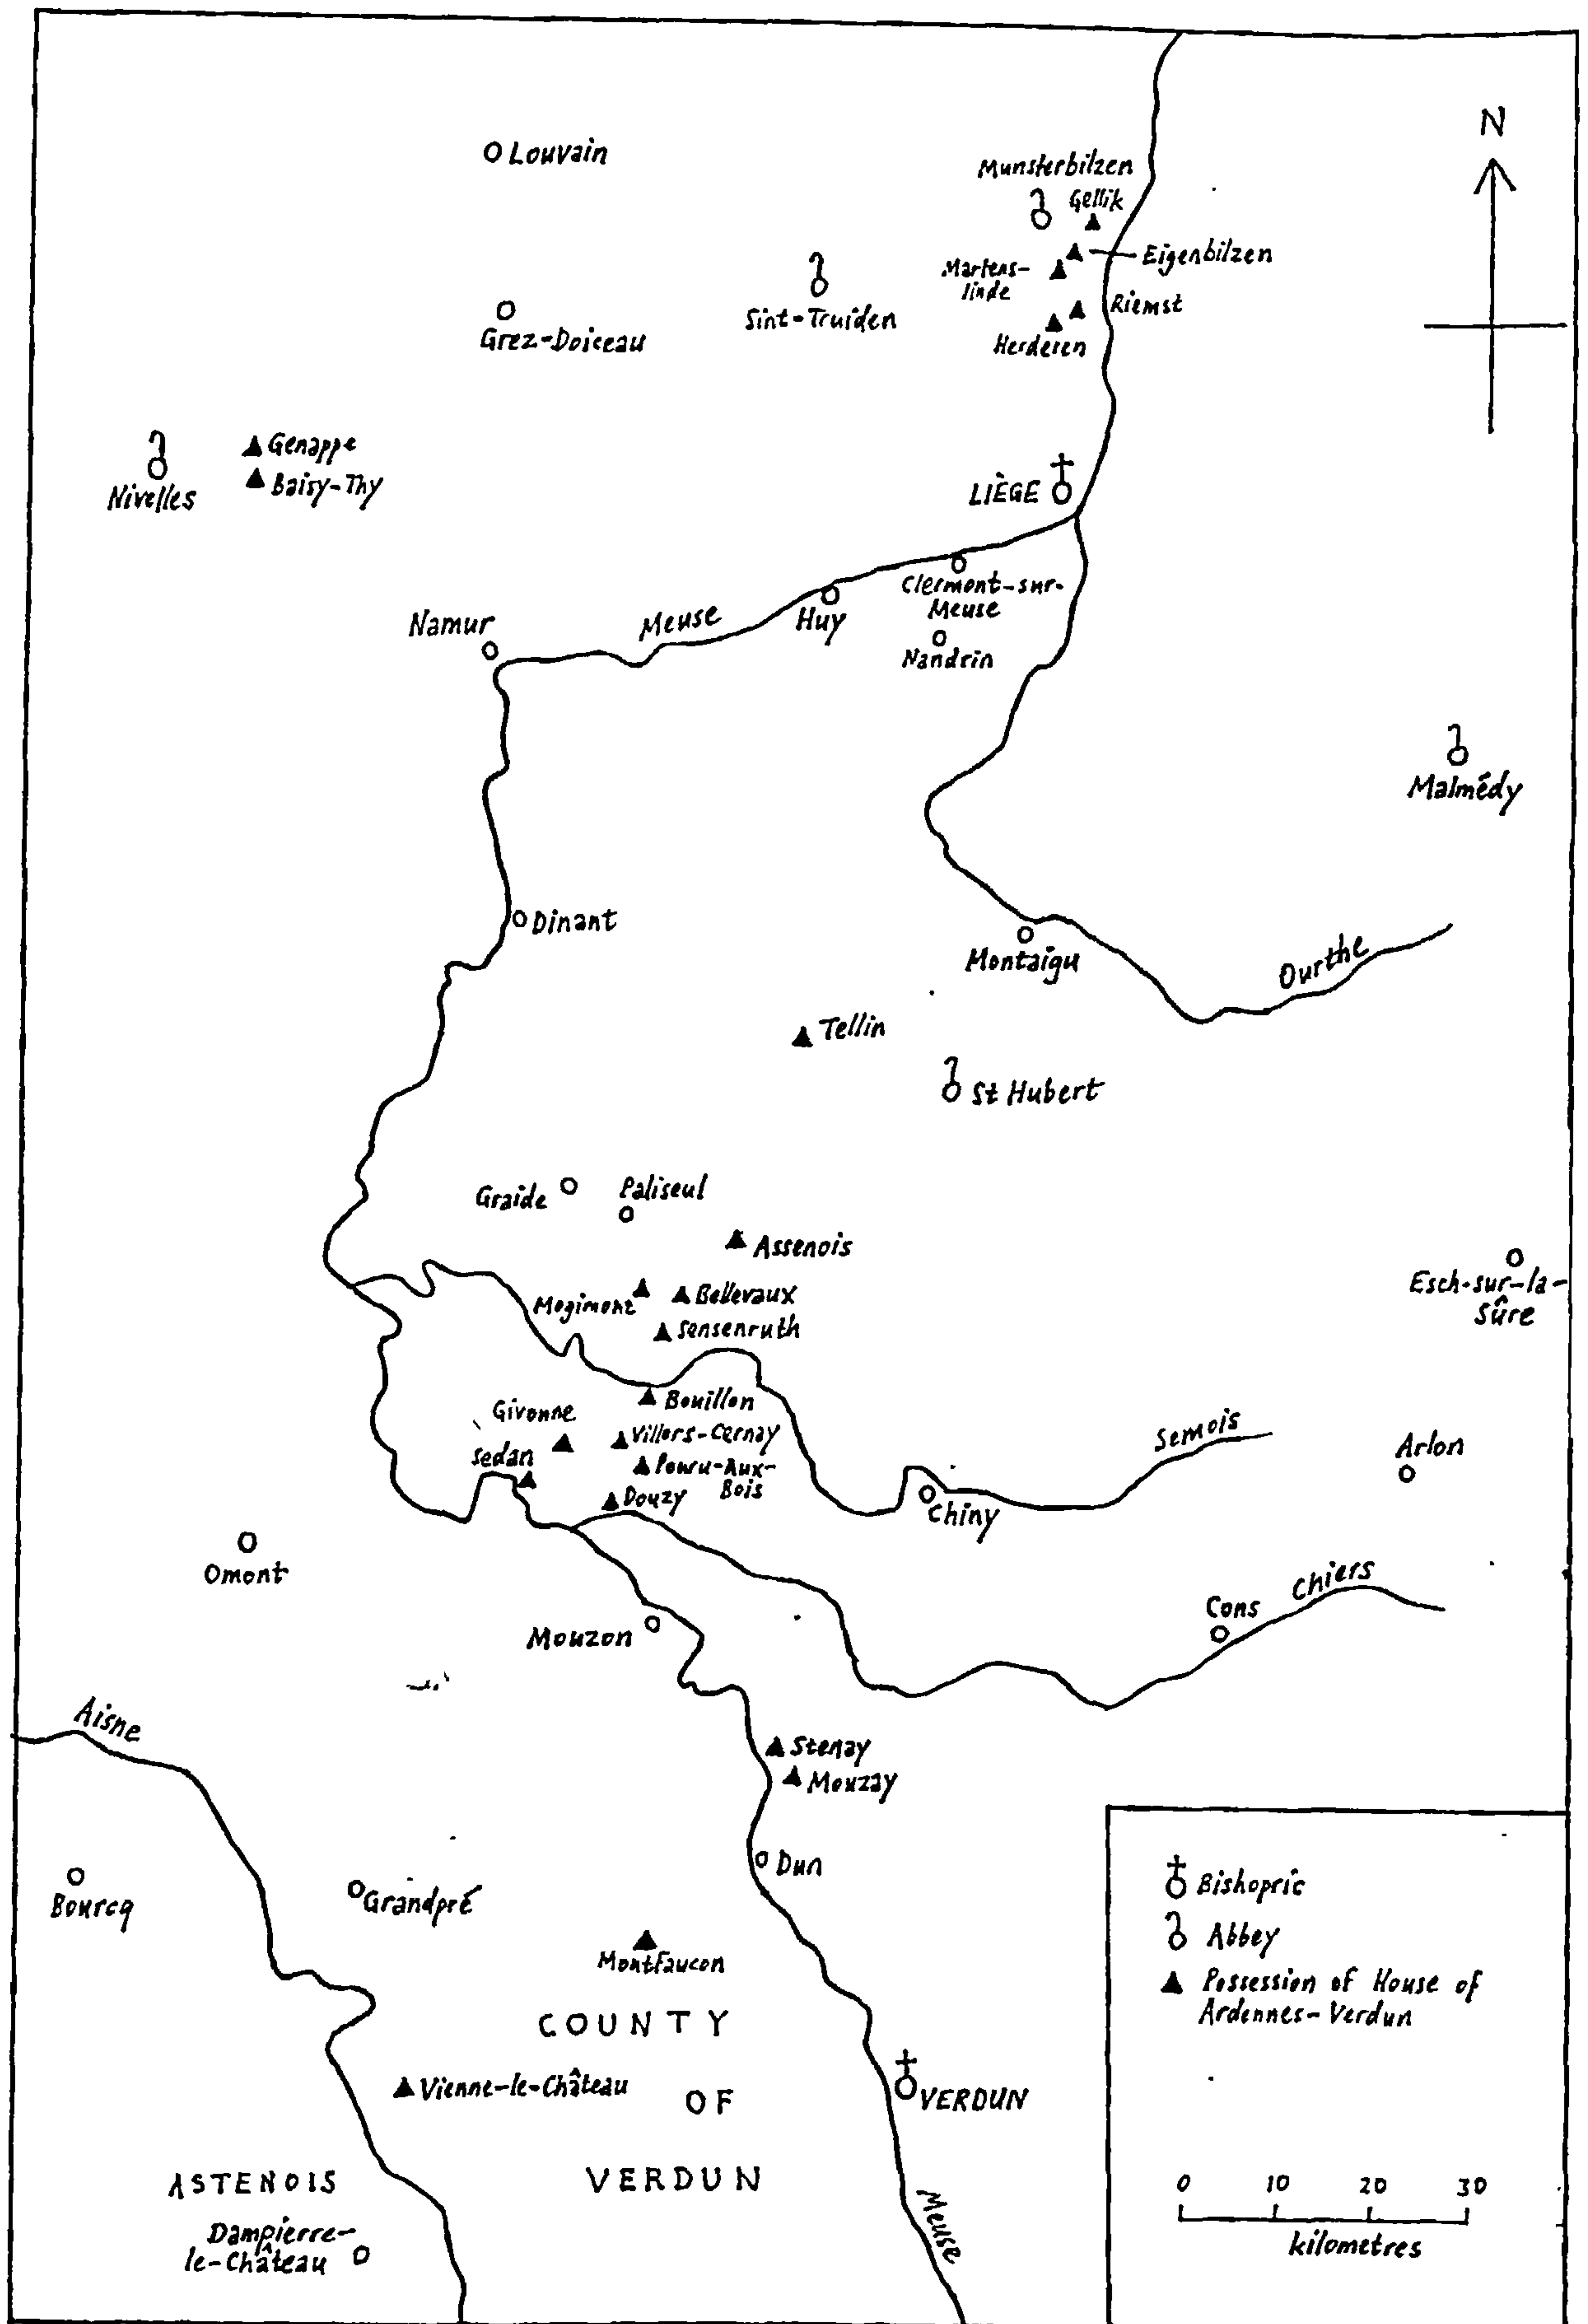 N
Louvain
Munsterbilzen
Gellik
Eigenbilzen
Martens-
linde
Riemst
Herderen
Sint-Truiden
Grez-Doiceau
Genappe
Baisy-Thy
Nivelles
LIÈGE
Clermont-sur-
Meuse
Huy
Meuse
Namur
Nandrin
Malmédy
Dinant
Montaigu
Ourthe
Tellin
St Hubert
Graide
Paliseul
Assenois
Mogimont
Bellevaux
Sensenruth
Esch-sur-la-
Sûre
Bouillon
Givonne
Villers-Cernay
Sedan
Pouru-Aux-
Bois
Douzy
Semois
Arlon
Chiny
Omont
Chiers
Cons
Mouzon
Aisne
Stenay
Mouzay
Dun
Bourcq
Grandpré
Montfaucon
COUNTY
OF
VERDUN
Vienne-le-Château
VERDUN
ASTENOIS
Dampierre-
le-Château
Meuse
Bishopric
Abbey
Possession of House of
Ardennes-Verdun
0 10 20 30
kilometres